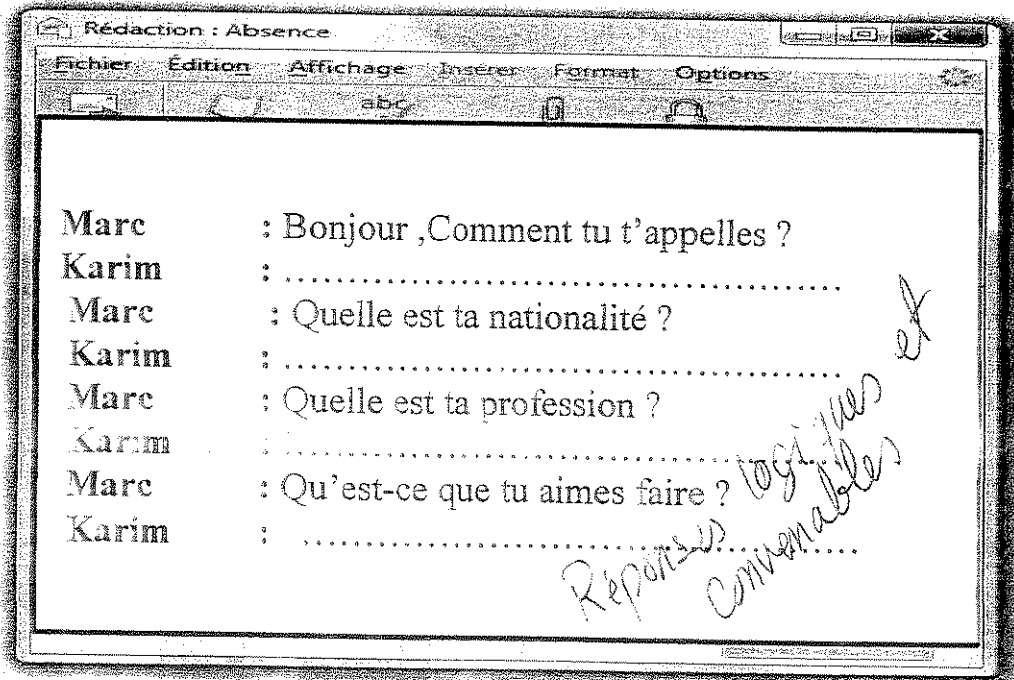 Rédaction : Absence
Fichier Édition Affichage Insérer Format Options
abc
Marc : Bonjour ,Comment tu t'appelles ?
Karim : ......................................................
Marc : Quelle est ta nationalité ?
Karim : ......................................................
Marc : Quelle est ta profession ?
Karim : ......................................................
Marc : Qu'est-ce que tu aimes faire ?
Karim : ......................................................
Réponses logiques et
convenables